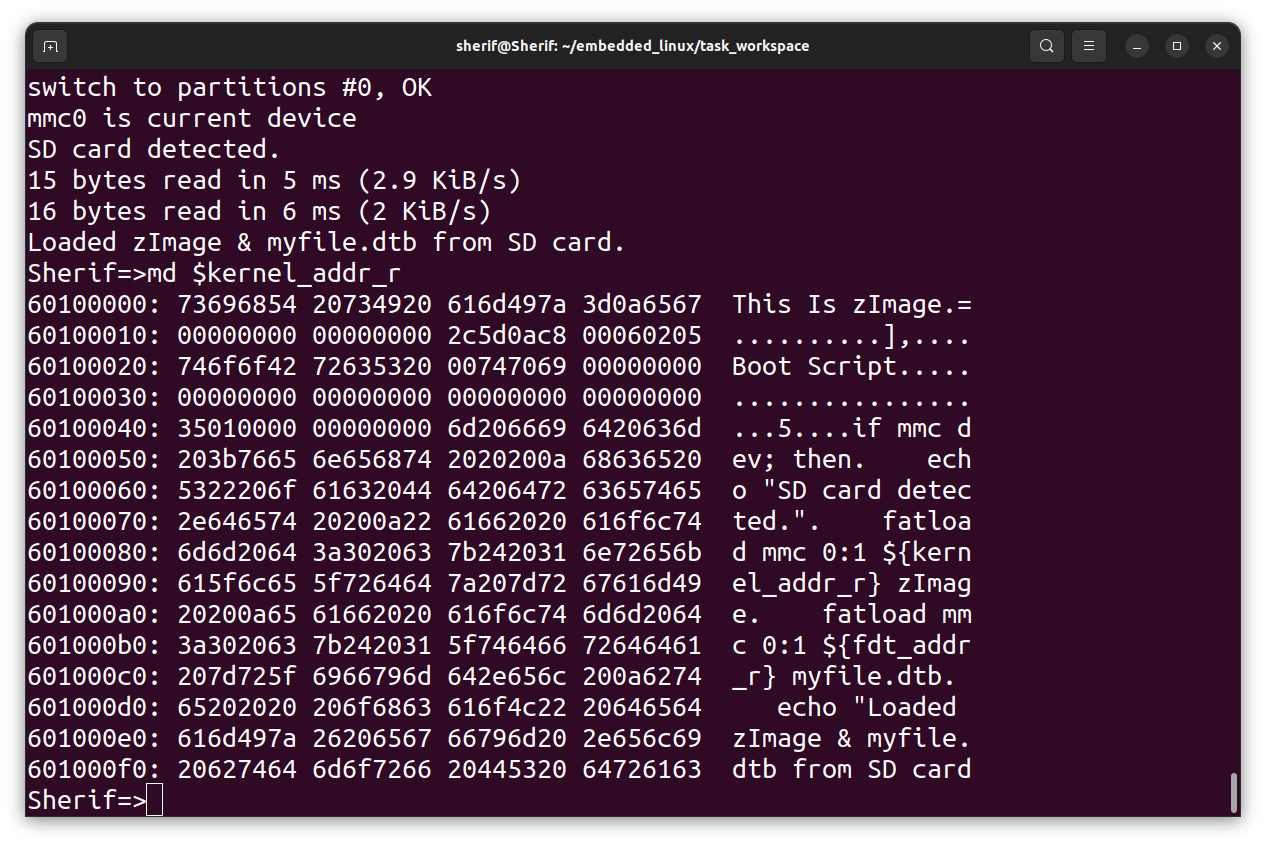 sherif@Sherif: ~/embedded_linux/task_workspace
switch to partitions #0, OK
mmc0 is current device
SD card detected.
15 bytes read in 5 ms (2.9 KiB/s)
16 bytes read in 6 ms (2 KiB/s)
Loaded zImage & myfile.dtb from SD card.
Sherif=>md $kernel_addr_r
60100000: 73696854 20734920 616d497a 3d0a6567  This Is zImage.=
60100010: 00000000 00000000 2c5d0ac8 00060205  ..........],....
60100020: 746f6f42 72635320 00747069 00000000  Boot Script.....
60100030: 00000000 00000000 00000000 00000000  ................
60100040: 35010000 00000000 6d206669 6420636d  ...5....if mmc d
60100050: 203b7665 6e656874 2020200a 68636520  ev; then.    ech
60100060: 5322206f 61632044 64206472 63657465  o "SD card detec
60100070: 2e646574 20200a22 61662020 616f6c74  ted.".    fatloa
60100080: 6d6d2064 3a302063 7b242031 6e72656b  d mmc 0:1 ${kern
60100090: 615f6c65 5f726464 7a207d72 67616d49  el_addr_r} zImag
601000a0: 20200a65 61662020 616f6c74 6d6d2064  e.    fatload mm
601000b0: 3a302063 7b242031 5f746466 72646461  c 0:1 ${fdt_addr
601000c0: 207d725f 6966796d 642e656c 200a6274  _r} myfile.dtb. 
601000d0: 65202020 206f6863 616f4c22 20646564     echo "Loaded 
601000e0: 616d497a 26206567 66796d20 2e656c69  zImage & myfile.
601000f0: 20627464 6d6f7266 20445320 64726163  dtb from SD card
Sherif=>